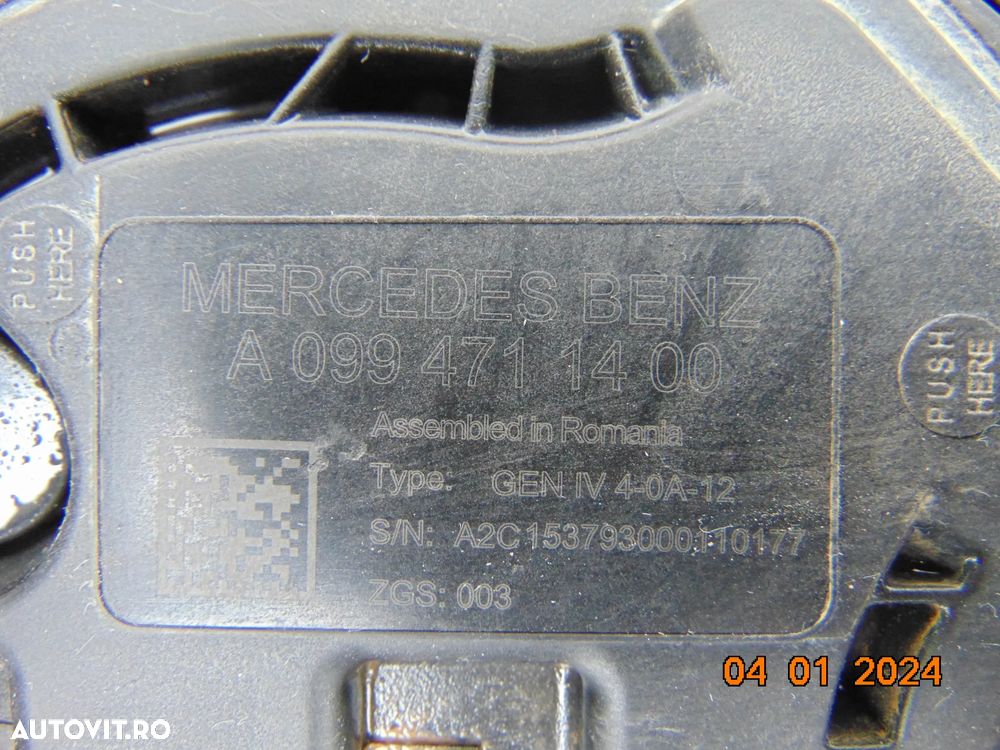 PUSH
HERE
MERCEDES BENZ
A 099 471 14 00
PUSH
HERE
Assembled in Romania
Type: GEN IV 4-0A-12
S/N: A2C153793000110177
ZGS: 003
04 01 2024
AUTOVIT.RO